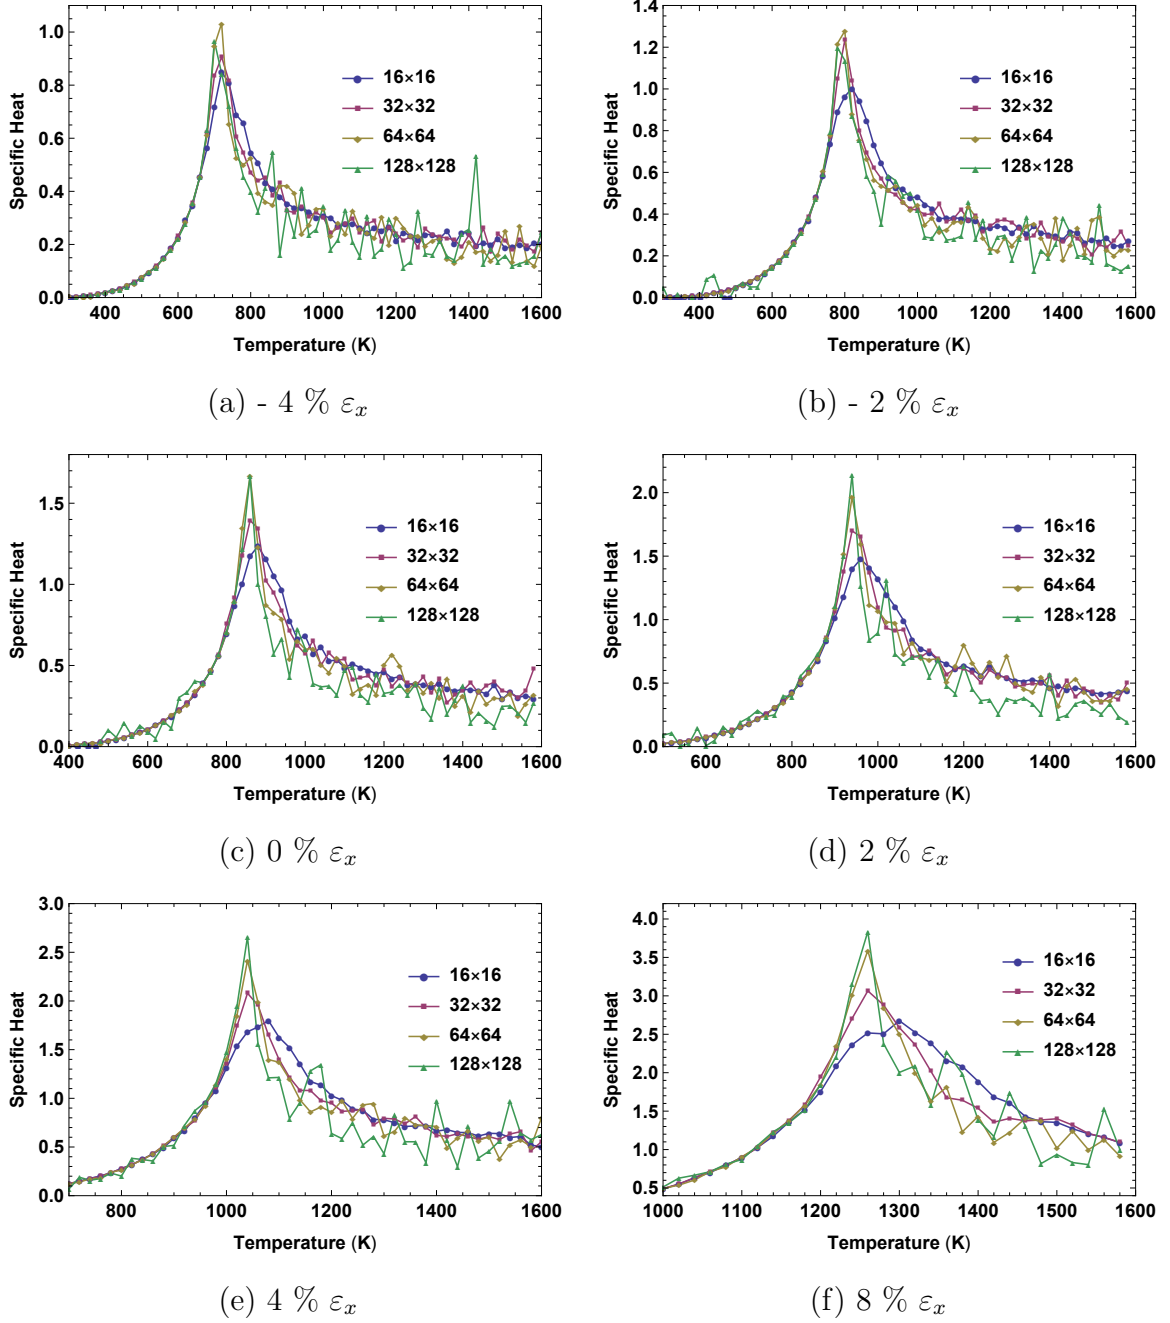 Specific Heat
1.0
0.8
0.6
0.4
0.2
0.0
16×16
32×32
64×64
128×128
400 600 800 1000 1200 1400 1600
Temperature (K)
(a) - 4 % εx
Specific Heat
1.4
1.2
1.0
0.8
0.6
0.4
0.2
0.0
16×16
32×32
64×64
128×128
400 600 800 1000 1200 1400 1600
Temperature (K)
(b) - 2 % εx
Specific Heat
1.5
1.0
0.5
0.0
16×16
32×32
64×64
128×128
400 600 800 1000 1200 1400 1600
Temperature (K)
(c) 0 % εx
Specific Heat
2.0
1.5
1.0
0.5
0.0
16×16
32×32
64×64
128×128
600 800 1000 1200 1400 1600
Temperature (K)
(d) 2 % εx
Specific Heat
3.0
2.5
2.0
1.5
1.0
0.5
0.0
16×16
32×32
64×64
128×128
800 1000 1200 1400 1600
Temperature (K)
(e) 4 % εx
Specific Heat
4.0
3.5
3.0
2.5
2.0
1.5
1.0
0.5
16×16
32×32
64×64
128×128
1000 1100 1200 1300 1400 1500 1600
Temperature (K)
(f) 8 % εx